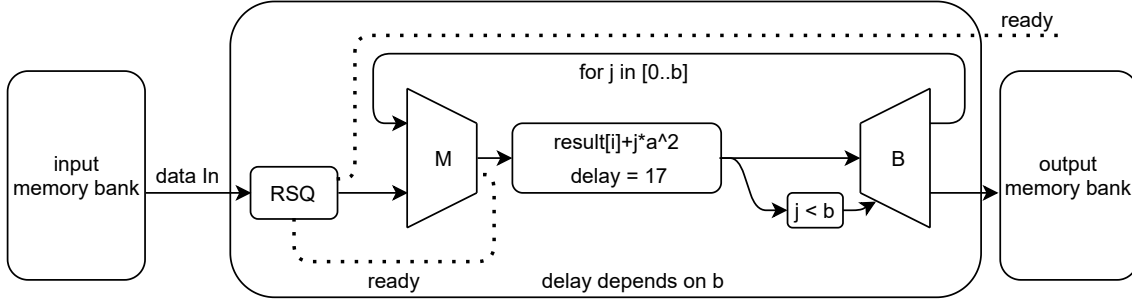 ready
for j in [0..b]
input
memory bank
data In
RSQ
M
result[i]+j*a^2
delay = 17
B
j < b
output
memory bank
ready
delay depends on b